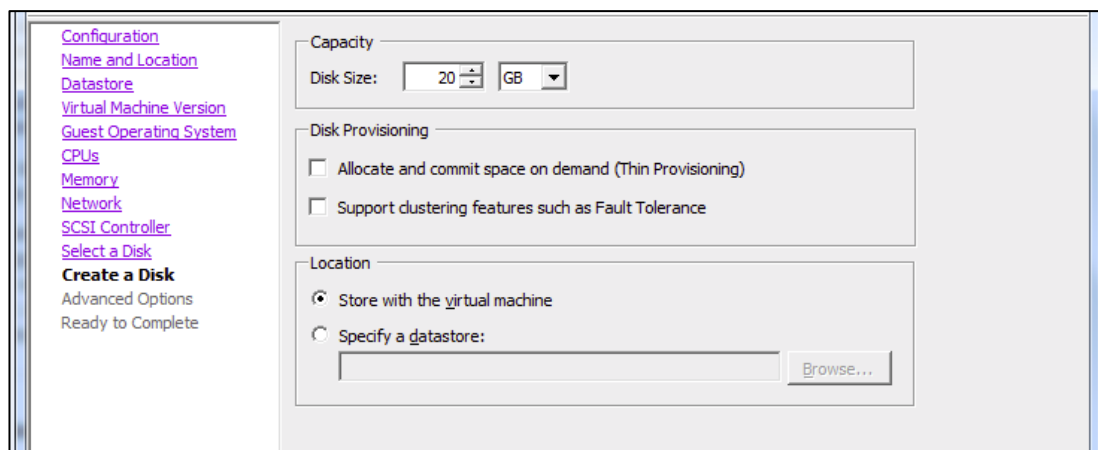 Configuration
Name and Location
Datastore
Virtual Machine Version
Guest Operating System
CPUs
Memory
Network
SCSI Controller
Select a Disk
Create a Disk
Advanced Options
Ready to Complete
Capacity
Disk Size: 20 GB
Disk Provisioning
Allocate and commit space on demand (Thin Provisioning)
Support clustering features such as Fault Tolerance
Location
Store with the virtual machine
Specify a datastore:
Browse...